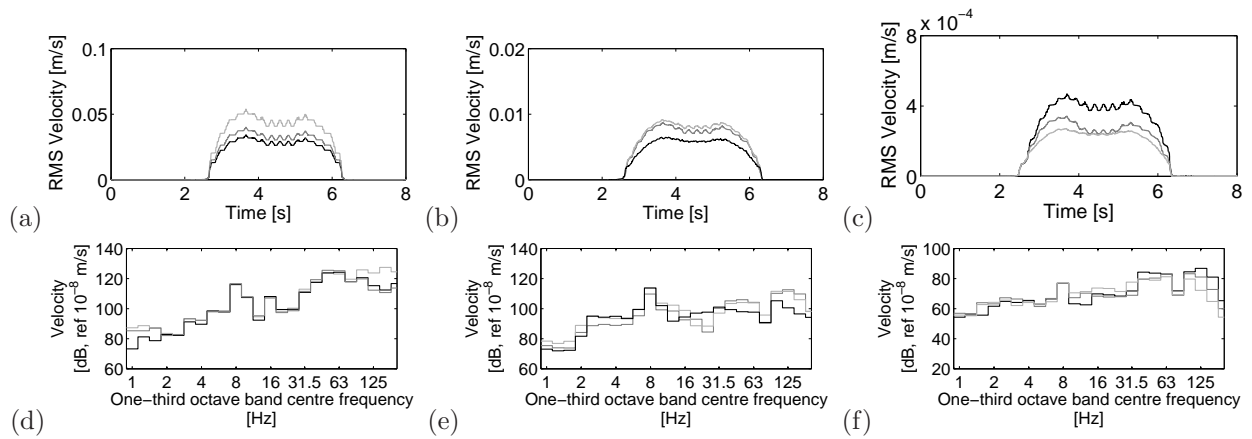 RMS Velocity [m/s]
0.1
0.05
0
0 2 4 6 8
Time [s]
(a)
RMS Velocity [m/s]
0.02
0.01
0
0 2 4 6 8
Time [s]
(b)
RMS Velocity [m/s]
x 10−4
8
4
0
0 2 4 6 8
Time [s]
(c)
Velocity
[dB, ref 10−8 m/s]
140
120
100
80
60
1 2 4 8 16 31.5 63 125
One−third octave band centre frequency
[Hz]
(d)
Velocity
[dB, ref 10−8 m/s]
140
120
100
80
60
1 2 4 8 16 31.5 63 125
One−third octave band centre frequency
[Hz]
(e)
Velocity
[dB, ref 10−8 m/s]
100
80
60
40
20
1 2 4 8 16 31.5 63 125
One−third octave band centre frequency
[Hz]
(f)